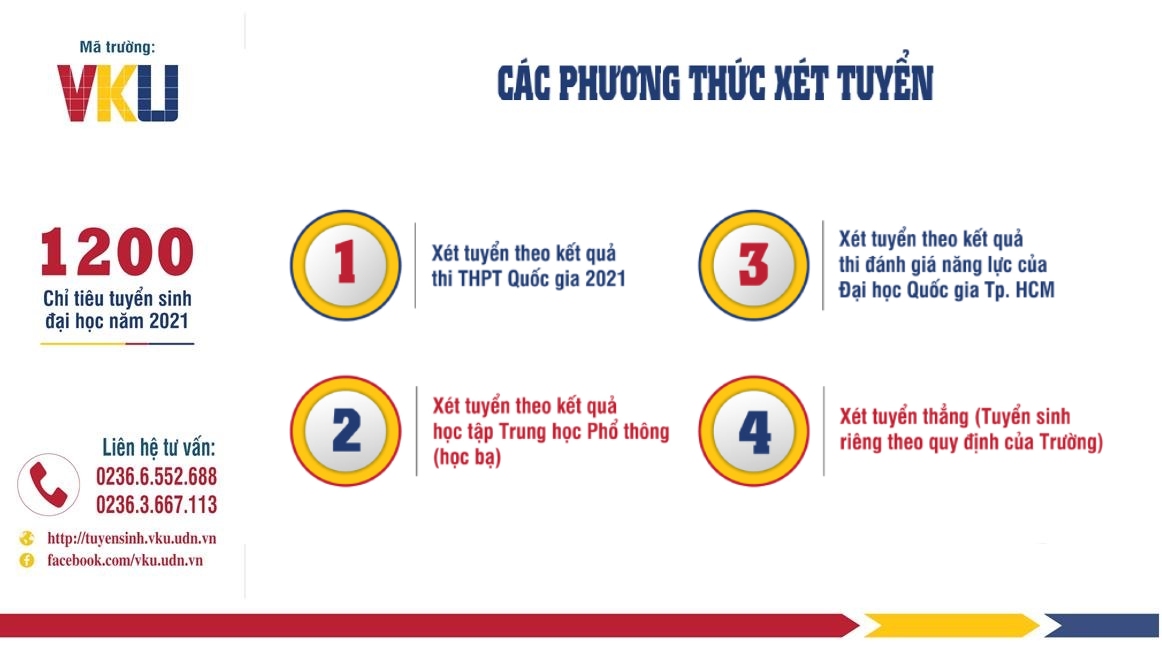 Mã trường:
VKU
1200
Chỉ tiêu tuyển sinh
đại học năm 2021
Liên hệ tư vấn:
0236.6.552.688
0236.3.667.113
http://tuyensinh.vku.udn.vn
facebook.com/vku.udn.vn
CÁC PHƯƠNG THỨC XÉT TUYỂN
1
Xét tuyển theo kết quả
thi THPT Quốc gia 2021
2
Xét tuyển theo kết quả
học tập Trung học Phổ thông
(học bạ)
3
Xét tuyển theo kết quả
thi đánh giá năng lực của
Đại học Quốc gia Tp. HCM
4
Xét tuyển thẳng (Tuyển sinh
riêng theo quy định của Trường)